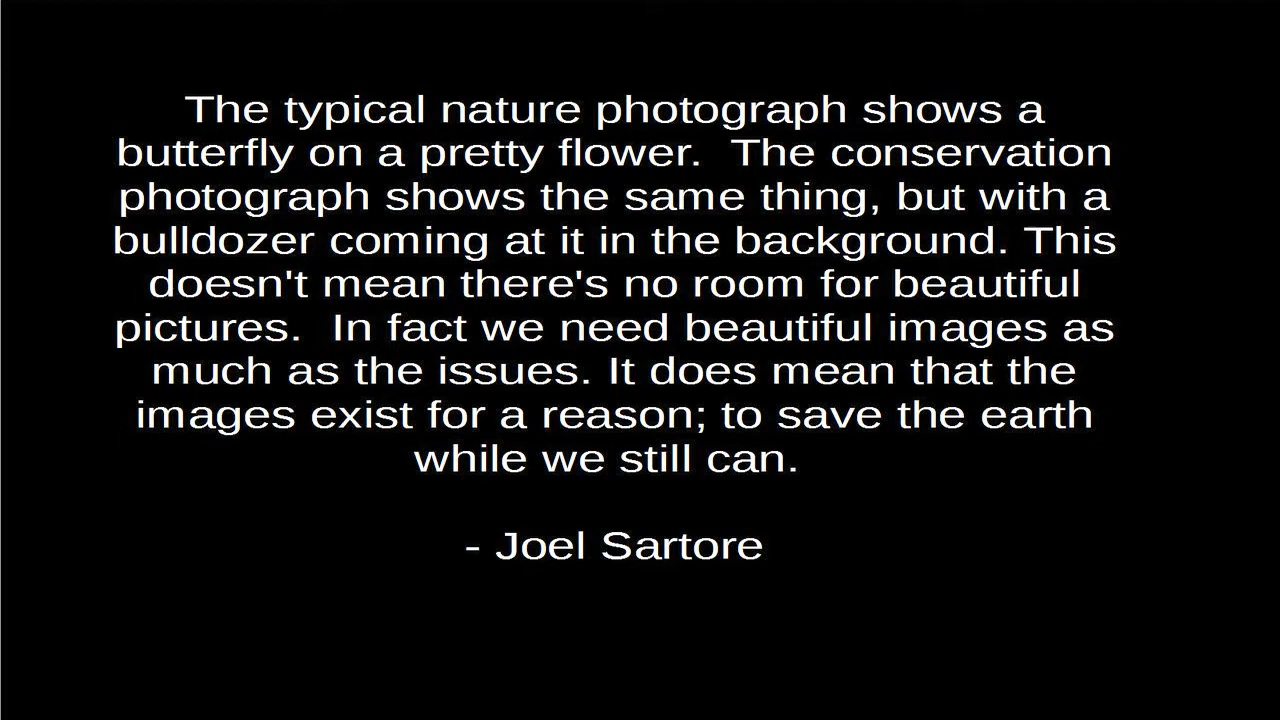 The typical nature photograph shows a
butterfly on a pretty flower.  The conservation
photograph shows the same thing, but with a
bulldozer coming at it in the background. This
doesn't mean there's no room for beautiful
pictures.  In fact we need beautiful images as
much as the issues. It does mean that the
images exist for a reason; to save the earth
while we still can.
- Joel Sartore